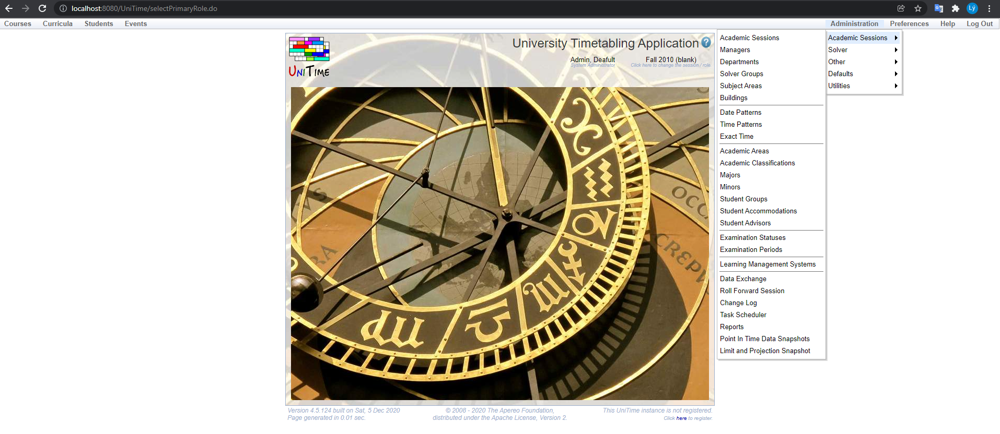 localhost:8080/UniTime/selectPrimaryRole.do
Lý
Courses Curricula Students Events Administration Preferences Help Log Out
UNITIME
University Timetabling Application ?
Admin, Deafult Fall 2010 (blank)
System Administrator Click here to change the session / role.
Academic Sessions
Managers
Departments
Solver Groups
Subject Areas
Buildings
Date Patterns
Time Patterns
Exact Time
Academic Areas
Academic Classifications
Majors
Minors
Student Groups
Student Accommodations
Student Advisors
Examination Statuses
Examination Periods
Learning Management Systems
Data Exchange
Roll Forward Session
Change Log
Task Scheduler
Reports
Point In Time Data Snapshots
Limit and Projection Snapshot
Academic Sessions
Solver
Other
Defaults
Utilities
Version 4.5.124 built on Sat, 5 Dec 2020
Page generated in 0.01 sec.
© 2008 - 2020 The Apereo Foundation,
distributed under the Apache License, Version 2.
This UniTime instance is not registered.
Click here to register.